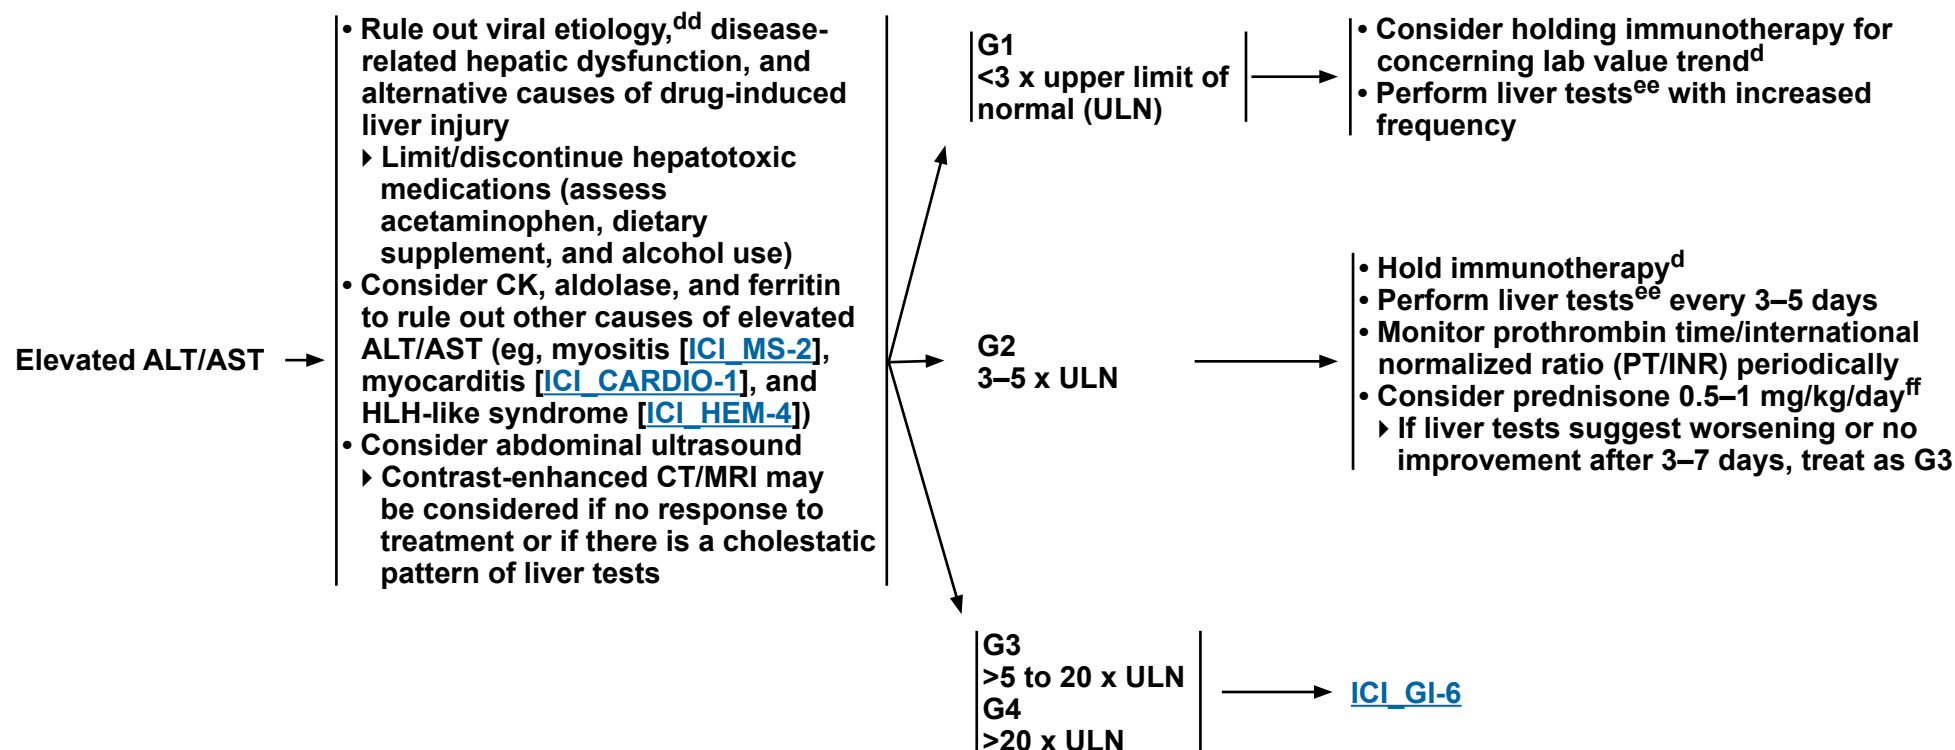 Elevated ALT/AST
• Rule out viral etiology,dd disease-
related hepatic dysfunction, and
alternative causes of drug-induced
liver injury
▸ Limit/discontinue hepatotoxic
medications (assess
acetaminophen, dietary
supplement, and alcohol use)
• Consider CK, aldolase, and ferritin
to rule out other causes of elevated
ALT/AST (eg, myositis [ICI_MS-2],
myocarditis [ICI_CARDIO-1], and
HLH-like syndrome [ICI_HEM-4])
• Consider abdominal ultrasound
▸ Contrast-enhanced CT/MRI may
be considered if no response to
treatment or if there is a cholestatic
pattern of liver tests
G1
<3 x upper limit of
normal (ULN)
• Consider holding immunotherapy for
concerning lab value trendd
• Perform liver testsee with increased
frequency
G2
3–5 x ULN
• Hold immunotherapyd
• Perform liver testsee every 3–5 days
• Monitor prothrombin time/international
normalized ratio (PT/INR) periodically
• Consider prednisone 0.5–1 mg/kg/dayff
▸ If liver tests suggest worsening or no
improvement after 3–7 days, treat as G3
G3
>5 to 20 x ULN
G4
>20 x ULN
ICI_GI-6